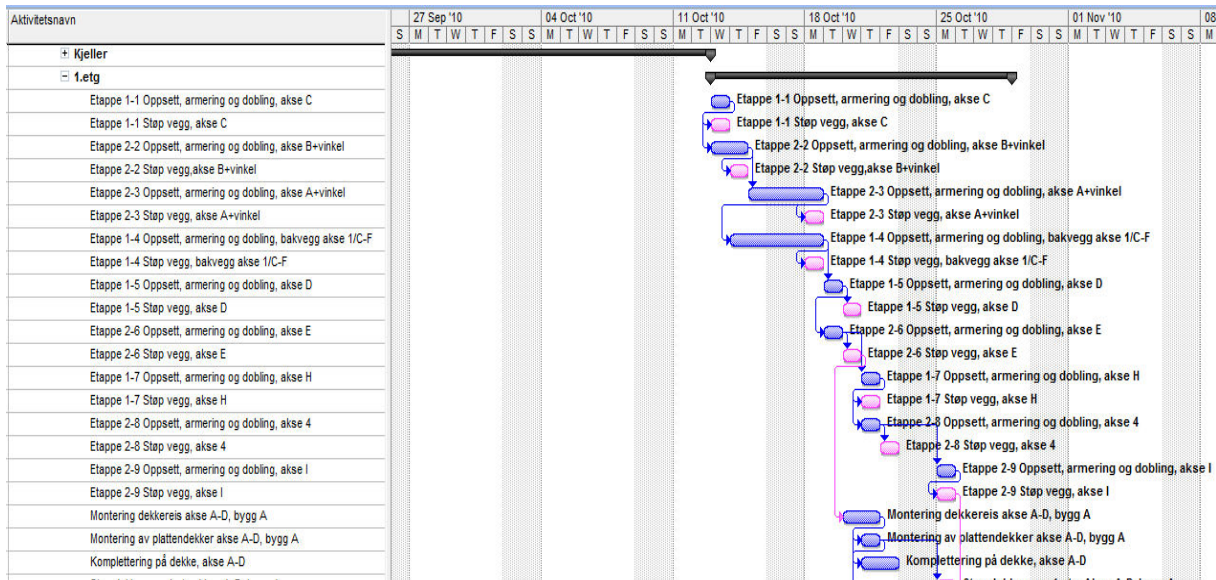 Aktivitetsnavn
27 Sep '10 04 Oct '10 11 Oct '10 18 Oct '10 25 Oct '10 01 Nov '10 08
S M T W T F S S M T W T F S S M T W T F S S M T W T F S S M T W T F S S M T W T F S S M
Kjeller
1.etg
Etappe 1-1 Oppsett, armering og dobling, akse C Etappe 1-1 Oppsett, armering og dobling, akse C
Etappe 1-1 Støp vegg, akse C Etappe 1-1 Støp vegg, akse C
Etappe 2-2 Oppsett, armering og dobling, akse B+vinkel Etappe 2-2 Oppsett, armering og dobling, akse B+vinkel
Etappe 2-2 Støp vegg,akse B+vinkel Etappe 2-2 Støp vegg,akse B+vinkel
Etappe 2-3 Oppsett, armering og dobling, akse A+vinkel Etappe 2-3 Oppsett, armering og dobling, akse A+vinkel
Etappe 2-3 Støp vegg, akse A+vinkel Etappe 2-3 Støp vegg, akse A+vinkel
Etappe 1-4 Oppsett, armering og dobling, bakvegg akse 1/C-F Etappe 1-4 Oppsett, armering og dobling, bakvegg akse 1/C-F
Etappe 1-4 Støp vegg, bakvegg akse 1/C-F Etappe 1-4 Støp vegg, bakvegg akse 1/C-F
Etappe 1-5 Oppsett, armering og dobling, akse D Etappe 1-5 Oppsett, armering og dobling, akse D
Etappe 1-5 Støp vegg, akse D Etappe 1-5 Støp vegg, akse D
Etappe 2-6 Oppsett, armering og dobling, akse E Etappe 2-6 Oppsett, armering og dobling, akse E
Etappe 2-6 Støp vegg, akse E Etappe 2-6 Støp vegg, akse E
Etappe 1-7 Oppsett, armering og dobling, akse H Etappe 1-7 Oppsett, armering og dobling, akse H
Etappe 1-7 Støp vegg, akse H Etappe 1-7 Støp vegg, akse H
Etappe 2-8 Oppsett, armering og dobling, akse 4 Etappe 2-8 Oppsett, armering og dobling, akse 4
Etappe 2-8 Støp vegg, akse 4 Etappe 2-8 Støp vegg, akse 4
Etappe 2-9 Oppsett, armering og dobling, akse I Etappe 2-9 Oppsett, armering og dobling, akse I
Etappe 2-9 Støp vegg, akse I Etappe 2-9 Støp vegg, akse I
Montering dekkereis akse A-D, bygg A Montering dekkereis akse A-D, bygg A
Montering av plattendekker akse A-D, bygg A Montering av plattendekker akse A-D, bygg A
Komplettering på dekke, akse A-D Komplettering på dekke, akse A-D